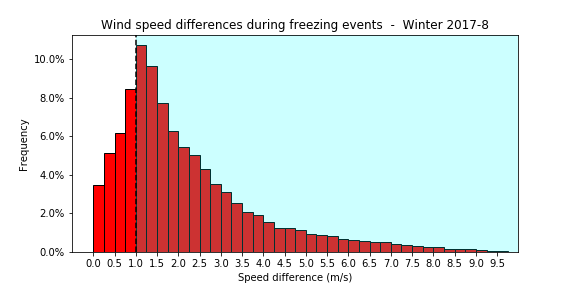 Wind speed differences during freezing events - Winter 2017-8
10.0%
8.0%
6.0%
4.0%
2.0%
0.0%
Frequency
0.0 0.5 1.0 1.5 2.0 2.5 3.0 3.5 4.0 4.5 5.0 5.5 6.0 6.5 7.0 7.5 8.0 8.5 9.0 9.5
Speed difference (m/s)